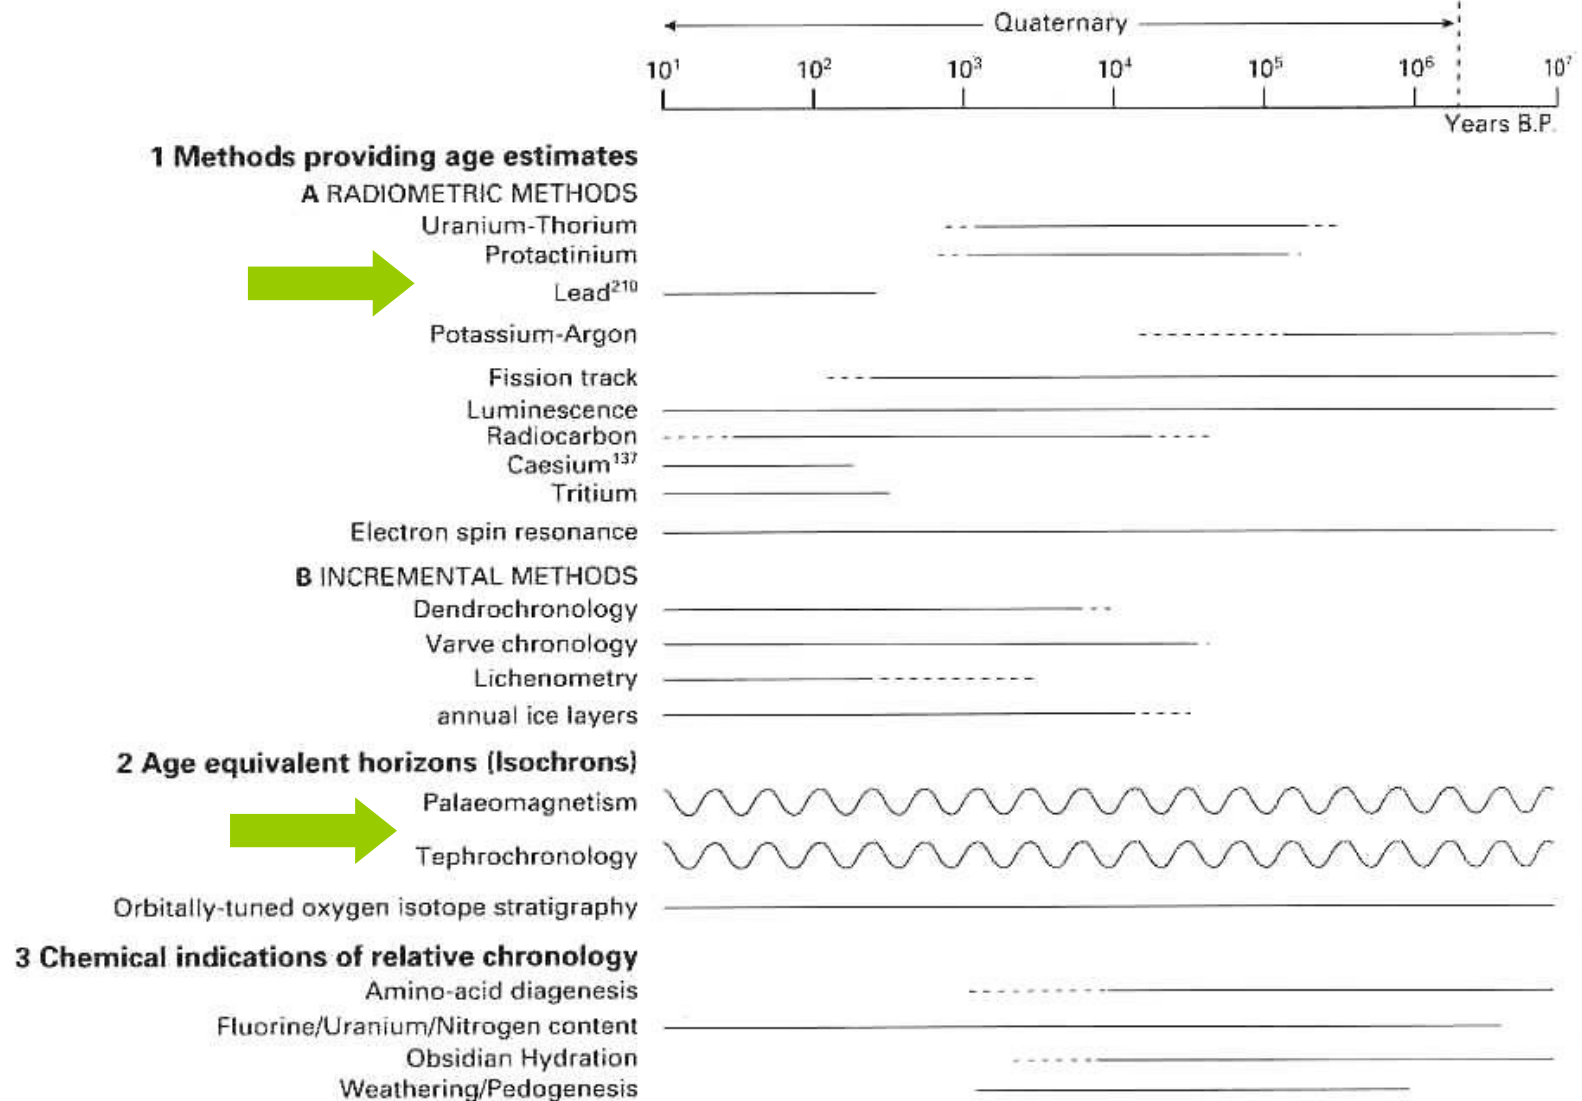 Quaternary
10¹ 10² 10³ 10⁴ 10⁵ 10⁶ 10⁷
Years B.P.
1 Methods providing age estimates
A RADIOMETRIC METHODS
Uranium-Thorium
Protactinium
Lead²¹⁰
Potassium-Argon
Fission track
Luminescence
Radiocarbon
Caesium¹³⁷
Tritium
Electron spin resonance
B INCREMENTAL METHODS
Dendrochronology
Varve chronology
Lichenometry
annual ice layers
2 Age equivalent horizons (Isochrons)
Palaeomagnetism
Tephrochronology
Orbitally-tuned oxygen isotope stratigraphy
3 Chemical indications of relative chronology
Amino-acid diagenesis
Fluorine/Uranium/Nitrogen content
Obsidian Hydration
Weathering/Pedogenesis